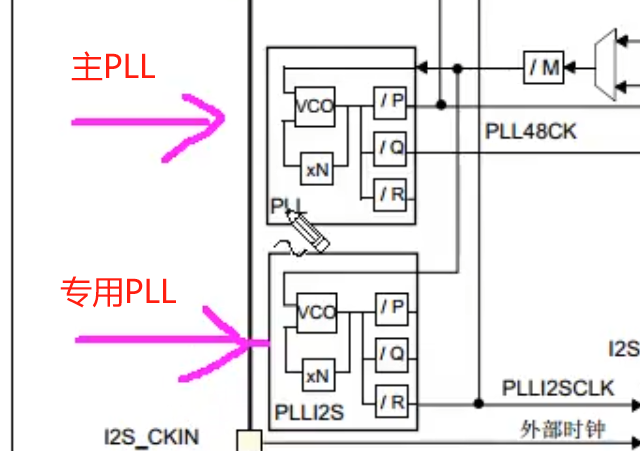 主PLL
/ M
VCO
/ P
PLL48CK
/ Q
xN
/ R
PLL
专用PLL
VCO
/ P
I2S
/ Q
xN
PLLI2SCLK
/ R
PLLI2S
外部时钟
I2S_CKIN